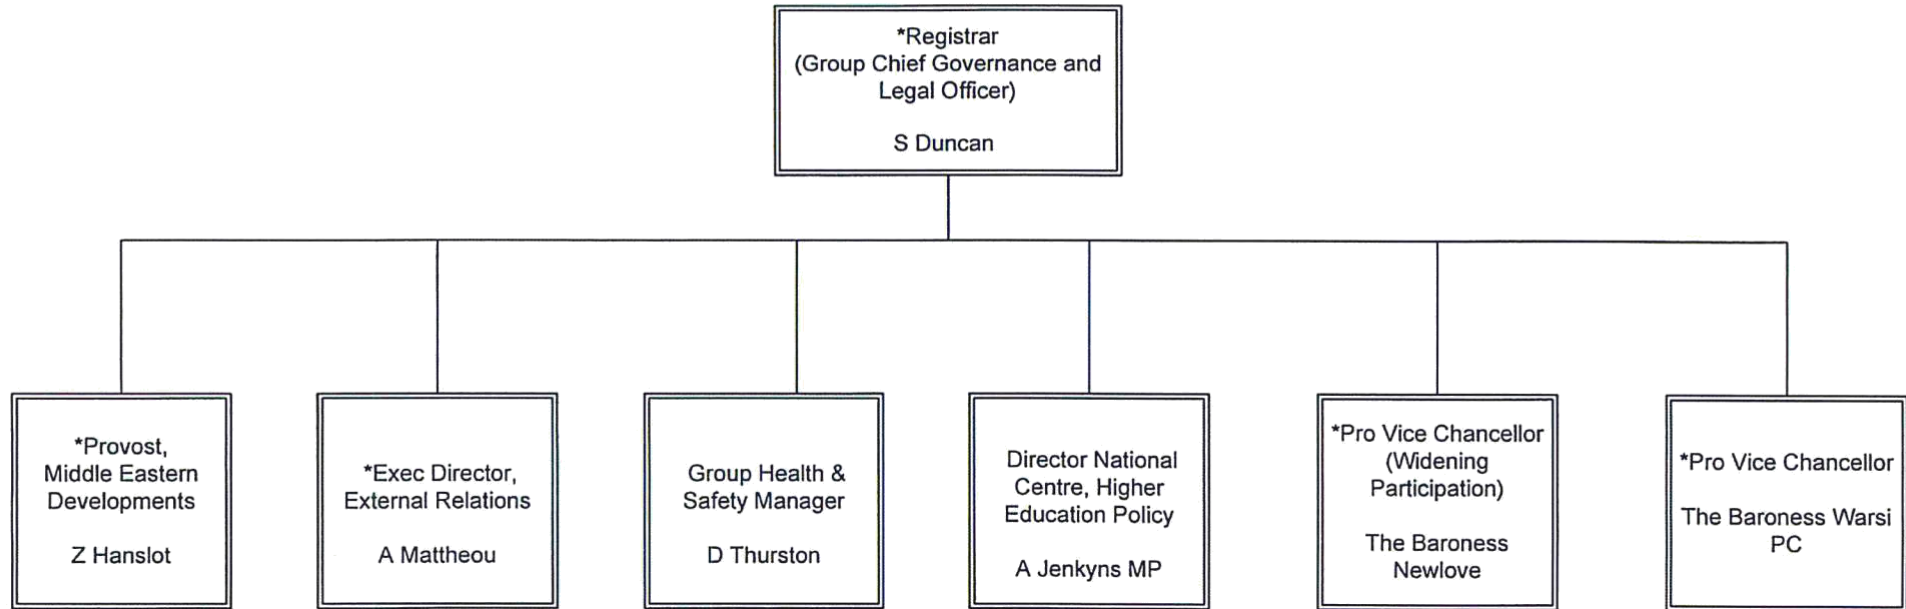 *Registrar
(Group Chief Governance and
Legal Officer)
S Duncan
*Provost,
Middle Eastern
Developments
Z Hanslot
*Exec Director,
External Relations
A Mattheou
Group Health &
Safety Manager
D Thurston
Director National
Centre, Higher
Education Policy
A Jenkyns MP
*Pro Vice Chancellor
(Widening
Participation)
The Baroness
Newlove
*Pro Vice Chancellor
The Baroness Warsi
PC